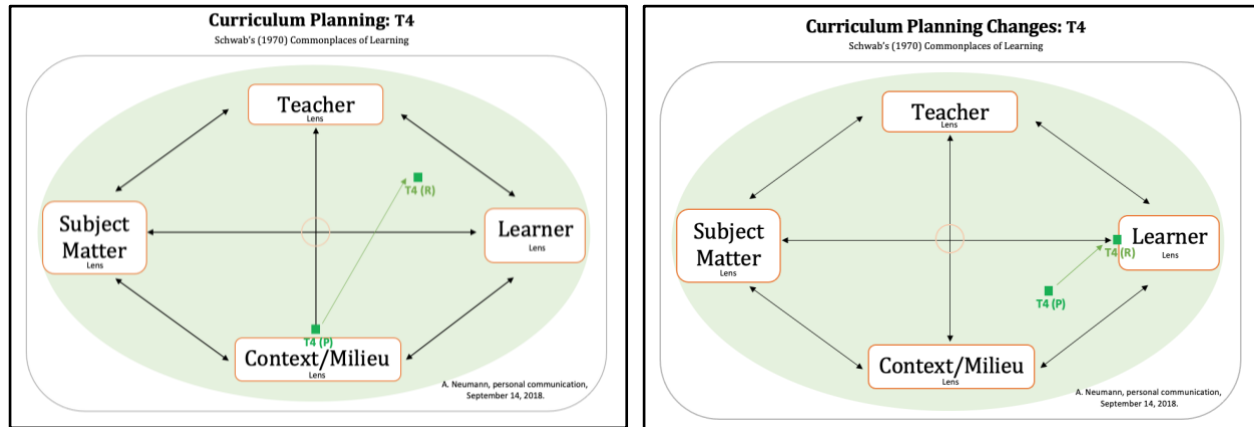 Curriculum Planning: T4
Schwab's (1970) Commonplaces of Learning
Teacher
Lens
T4 (R)
Subject
Matter
Lens
Learner
Lens
T4 (P)
Context/Milieu
Lens
A. Neumann, personal communication,
September 14, 2018.
Curriculum Planning Changes: T4
Schwab's (1970) Commonplaces of Learning
Teacher
Lens
Subject
Matter
Lens
Learner
Lens
T4 (R)
T4 (P)
Context/Milieu
Lens
A. Neumann, personal communication,
September 14, 2018.